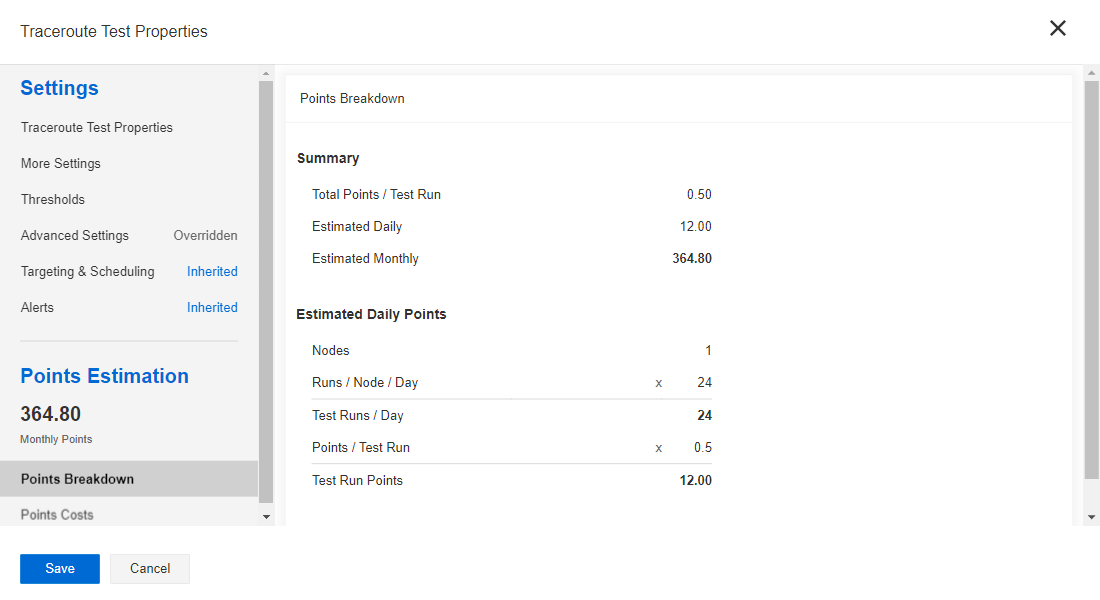 Traceroute Test Properties
Settings
Traceroute Test Properties
More Settings
Thresholds
Advanced Settings Overridden
Targeting & Scheduling Inherited
Alerts Inherited
Points Estimation
364.80
Monthly Points
Points Breakdown
Points Costs
Points Breakdown
Summary
Total Points / Test Run 0.50
Estimated Daily 12.00
Estimated Monthly 364.80
Estimated Daily Points
Nodes 1
Runs / Node / Day x 24
Test Runs / Day 24
Points / Test Run x 0.5
Test Run Points 12.00
Save Cancel